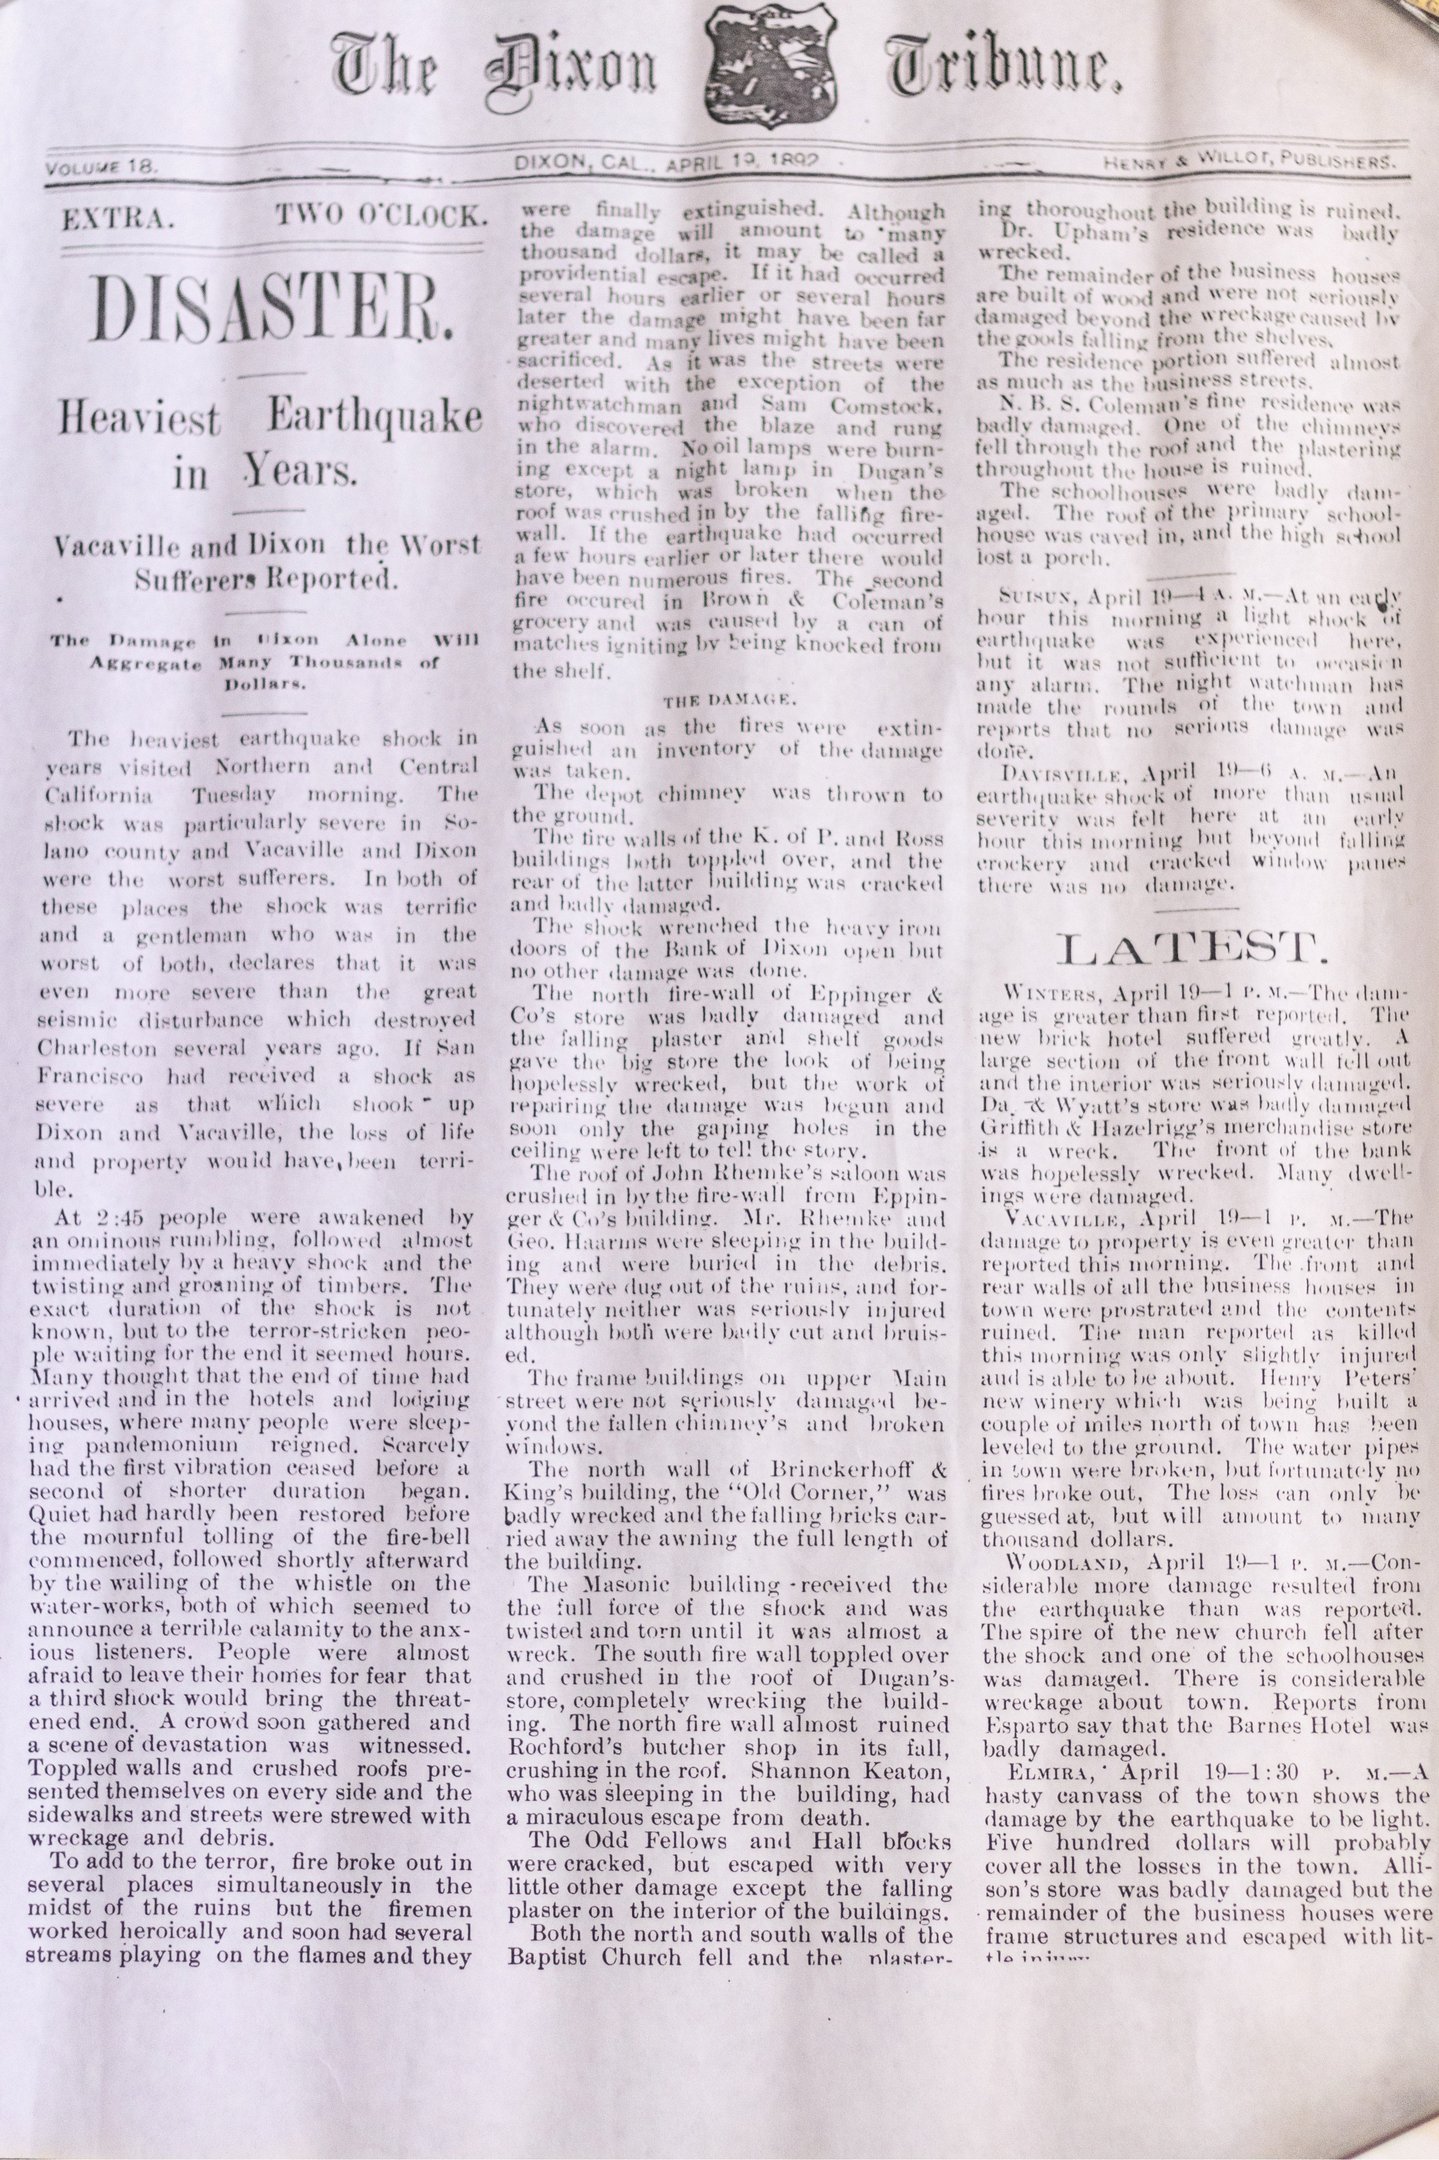 The Dixon Tribune.
VOLUME 18.
DIXON, CAL., APRIL 19, 1892
HENRY & WILLOT, PUBLISHERS.
EXTRA. TWO O'CLOCK.
DISASTER.
Heaviest Earthquake
in Years.
Vacaville and Dixon the Worst
Sufferers Reported.
The Damage in Dixon Alone Will
Aggregate Many Thousands of
Dollars.
The heaviest earthquake shock in
years visited Northern and Central
California Tuesday morning. The
shock was particularly severe in So-
lano county and Vacaville and Dixon
were the worst sufferers. In both of
these places the shock was terrific
and a gentleman who was in the
worst of both, declares that it was
even more severe than the great
seismic disturbance which destroyed
Charleston several years ago. If San
Francisco had received a shock as
severe as that which shook up
Dixon and Vacaville, the loss of life
and property would have been terri-
ble.
At 2:45 people were awakened by
an ominous rumbling, followed almost
immediately by a heavy shock and the
twisting and groaning of timbers. The
exact duration of the shock is not
known, but to the terror-stricken peo-
ple waiting for the end it seemed hours.
Many thought that the end of time had
arrived and in the hotels and lodging
houses, where many people were sleep-
ing pandemonium reigned. Scarcely
had the first vibration ceased before a
second of shorter duration began.
Quiet had hardly been restored before
the mournful tolling of the fire-bell
commenced, followed shortly afterward
by the wailing of the whistle on the
water-works, both of which seemed to
announce a terrible calamity to the anx-
ious listeners. People were almost
afraid to leave their homes for fear that
a third shock would bring the threat-
ened end. A crowd soon gathered and
a scene of devastation was witnessed.
Toppled walls and crushed roofs pre-
sented themselves on every side and the
sidewalks and streets were strewed with
wreckage and debris.
To add to the terror, fire broke out in
several places simultaneously in the
midst of the ruins but the firemen
worked heroically and soon had several
streams playing on the flames and they
were finally extinguished. Although
the damage will amount to many
thousand dollars, it may be called a
providential escape. If it had occurred
several hours earlier or several hours
later the damage might have been far
greater and many lives might have been
sacrificed. As it was the streets were
deserted with the exception of the
nightwatchman and Sam Comstock,
who discovered the blaze and rung
in the alarm. No oil lamps were burn-
ing except a night lamp in Dugan's
store, which was broken when the
roof was crushed in by the falling fire-
wall. If the earthquake had occurred
a few hours earlier or later there would
have been numerous fires. The second
fire occured in Brown & Coleman's
grocery and was caused by a can of
matches igniting by being knocked from
the shelf.
THE DAMAGE.
As soon as the fires were extin-
guished an inventory of the damage
was taken.
The depot chimney was thrown to
the ground.
The fire walls of the K. of P. and Ross
buildings both toppled over, and the
rear of the latter building was cracked
and badly damaged.
The shock wrenched the heavy iron
doors of the Bank of Dixon open but
no other damage was done.
The north fire-wall of Eppinger &
Co's store was badly damaged and
the falling plaster and shelf goods
gave the big store the look of being
hopelessly wrecked, but the work of
repairing the damage was begun and
soon only the gaping holes in the
ceiling were left to tell the story.
The roof of John Rhemke's saloon was
crushed in by the fire-wall from Eppin-
ger & Co's building. Mr. Rhemke and
Geo. Haarms were sleeping in the build-
ing and were buried in the debris.
They were dug out of the ruins, and for-
tunately neither was seriously injured
although both were badly cut and bruis-
ed.
The frame buildings on upper Main
street were not seriously damaged be-
yond the fallen chimney's and broken
windows.
The north wall of Brinckerhoff &
King's building, the "Old Corner," was
badly wrecked and the falling bricks car-
ried away the awning the full length of
the building.
The Masonic building received the
the full force of the shock and was
twisted and torn until it was almost a
wreck. The south fire wall toppled over
and crushed in the roof of Dugan's
store, completely wrecking the build-
ing. The north fire wall almost ruined
Rochford's butcher shop in its fall,
crushing in the roof. Shannon Keaton,
who was sleeping in the building, had
a miraculous escape from death.
The Odd Fellows and Hall blocks
were cracked, but escaped with very
little other damage except the falling
plaster on the interior of the buildings.
Both the north and south walls of the
Baptist Church fell and the plaster-
ing thoroughout the building is ruined.
Dr. Upham's residence was badly
wrecked.
The remainder of the business houses
are built of wood and were not seriously
damaged beyond the wreckage caused by
the goods falling from the shelves.
The residence portion suffered almost
as much as the business streets.
N. B. S. Coleman's fine residence was
badly damaged. One of the chimneys
fell through the roof and the plastering
throughout the house is ruined.
The schoolhouses were badly dam-
aged. The roof of the primary school-
house was caved in, and the high school
lost a porch.
SUISUN, April 19—4 A. M.—At an early
hour this morning a light shock of
earthquake was experienced here,
but it was not sufficient to occasion
any alarm. The night watchman has
made the rounds of the town and
reports that no serious damage was
done.
DAVISVILLE, April 19—6 A. M.—An
earthquake shock of more than usual
severity was felt here at an early
hour this morning but beyond falling
crockery and cracked window panes
there was no damage.
LATEST.
WINTERS, April 19—1 P. M.—The dam-
age is greater than first reported. The
new brick hotel suffered greatly. A
large section of the front wall fell out
and the interior was seriously damaged.
Da. & Wyatt's store was badly damaged
Griffith & Hazelrigg's merchandise store
is a wreck. The front of the bank
was hopelessly wrecked. Many dwell-
ings were damaged.
VACAVILLE, April 19—1 P. M.—The
damage to property is even greater than
reported this morning. The front and
rear walls of all the business houses in
town were prostrated and the contents
ruined. The man reported as killed
this morning was only slightly injured
and is able to be about. Henry Peters'
new winery which was being built a
couple of miles north of town has been
leveled to the ground. The water pipes
in town were broken, but fortunately no
fires broke out, The loss can only be
guessed at, but will amount to many
thousand dollars.
WOODLAND, April 19—1 P. M.—Con-
siderable more damage resulted from
the earthquake than was reported.
The spire of the new church fell after
the shock and one of the schoolhouses
was damaged. There is considerable
wreckage about town. Reports from
Esparto say that the Barnes Hotel was
badly damaged.
ELMIRA, April 19—1:30 P. M.—A
hasty canvass of the town shows the
damage by the earthquake to be light.
Five hundred dollars will probably
cover all the losses in the town. Alli-
son's store was badly damaged but the
remainder of the business houses were
frame structures and escaped with lit-